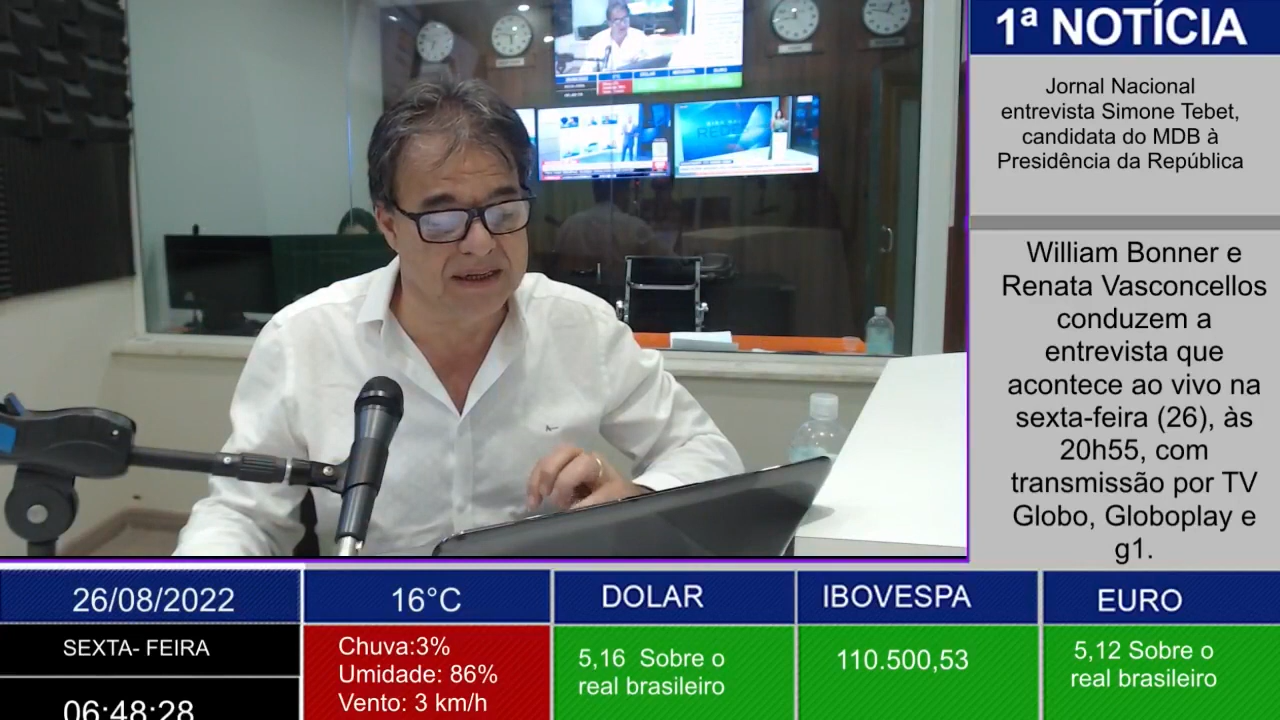 1ª NOTÍCIA
Jornal Nacional
entrevista Simone Tebet,
candidata do MDB à
Presidência da República
William Bonner e
Renata Vasconcellos
conduzem a
entrevista que
acontece ao vivo na
sexta-feira (26), às
20h55, com
transmissão por TV
Globo, Globoplay e
g1.
26/08/2022
SEXTA- FEIRA
06:48:28
16°C
Chuva:3%
Umidade: 86%
Vento: 3 km/h
DOLAR
5,16 Sobre o
real brasileiro
IBOVESPA
110.500,53
EURO
5,12 Sobre o
real brasileiro